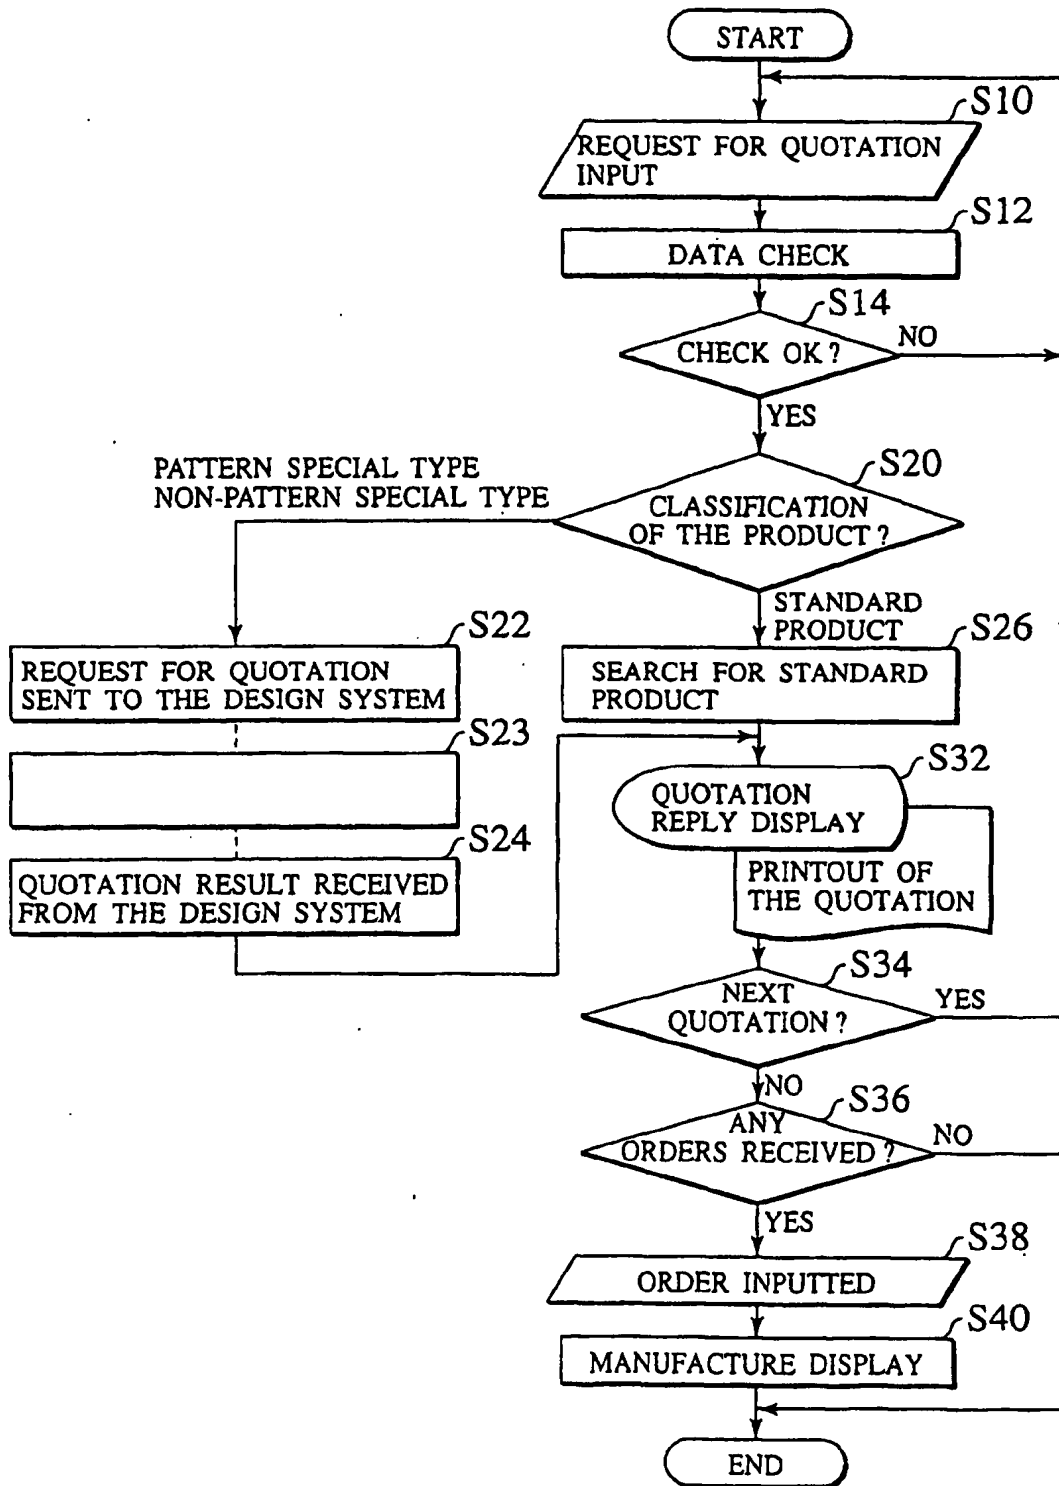 START
S10
REQUEST FOR QUOTATION
INPUT
S12
DATA CHECK
S14
CHECK OK?
NO
YES
S20
PATTERN SPECIAL TYPE
NON-PATTERN SPECIAL TYPE
CLASSIFICATION
OF THE PRODUCT?
STANDARD
PRODUCT
S22
REQUEST FOR QUOTATION
SENT TO THE DESIGN SYSTEM
S26
SEARCH FOR STANDARD
PRODUCT
S23
S24
QUOTATION RESULT RECEIVED
FROM THE DESIGN SYSTEM
S32
QUOTATION
REPLY DISPLAY
PRINTOUT OF
THE QUOTATION
S34
NEXT
QUOTATION?
YES
NO
S36
ANY
ORDERS RECEIVED?
NO
YES
S38
ORDER INPUTTED
S40
MANUFACTURE DISPLAY
END